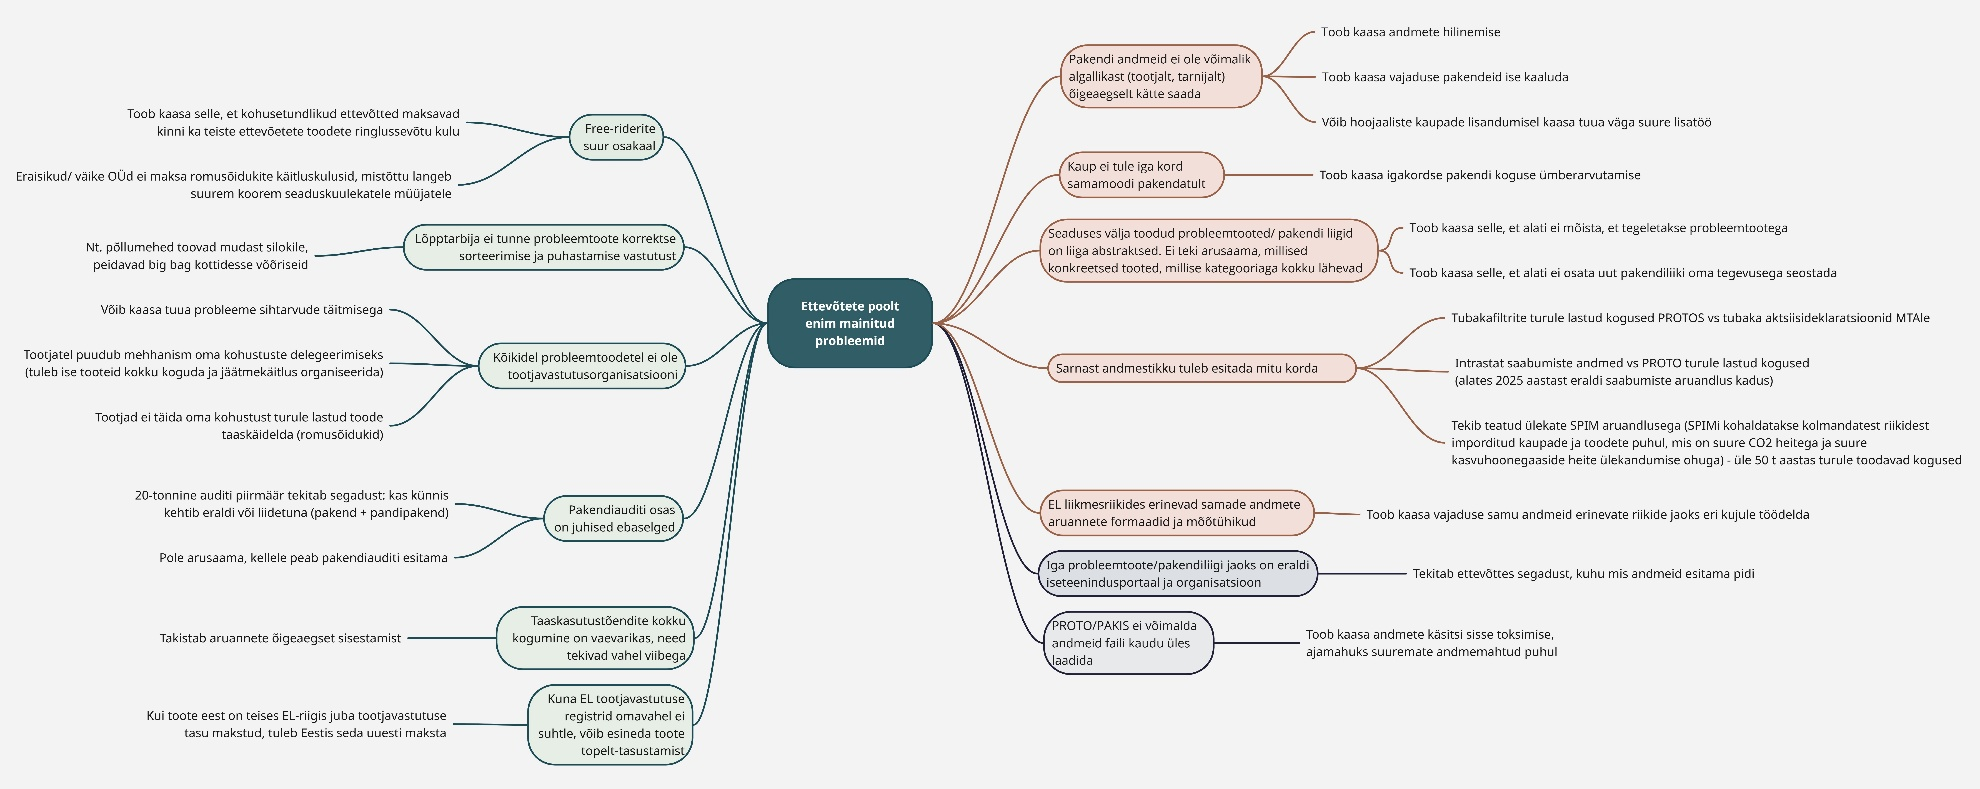 Ettevõtete poolt
enim mainitud
probleemid
Free-riderite
suur osakaal
Toob kaasa selle, et kohusetundlikud ettevõtted maksavad
kinni ka teiste ettevõetete toodete ringlussevõtu kulu
Eraisikud/ väike OÜd ei maksa romusõidukite käitluskulusid, mistõttu langeb
suurem koorem seaduskuulekatele müüjatele
Lõpptarbija ei tunne probleemtoote korrektse
sorteerimise ja puhastamise vastutust
Nt. põllumehed toovad mudast silokile,
peidavad big bag kottidesse võõriseid
Kõikidel probleemtoodetel ei ole
tootjavastutusorganisatsiooni
Võib kaasa tuua probleeme sihtarvude täitmisega
Tootjatel puudub mehhanism oma kohustuste delegeerimiseks
(tuleb ise tooteid kokku koguda ja jäätmekäitlus organiseerida)
Tootjad ei täida oma kohustust turule lastud toode
taaskäidelda (romusõidukid)
Pakendiauditi osas
on juhised ebaselged
20-tonnine auditi piirmäär tekitab segadust: kas künnis
kehtib eraldi või liidetuna (pakend + pandipakend)
Pole arusaama, kellele peab pakendiauditi esitama
Taaskasutustõendite kokku
kogumine on vaevarikas, need
tekivad vahel viibega
Takistab aruannete õigeaegset sisestamist
Kuna EL tootjavastutuse
registrid omavahel ei
suhtle, võib esineda toote
topelt-tasustamist
Kui toote eest on teises EL-riigis juba tootjavastutuse
tasu makstud, tuleb Eestis seda uuesti maksta
Pakendi andmeid ei ole võimalik
algallikast (tootjalt, tarnijalt)
õigeaegselt kätte saada
Toob kaasa andmete hilinemise
Toob kaasa vajaduse pakendeid ise kaaluda
Võib hoojaaliste kaupade lisandumisel kaasa tuua väga suure lisatöö
Kaup ei tule iga kord
samamoodi pakendatult
Toob kaasa igakordse pakendi koguse ümberarvutamise
Seaduses välja toodud probleemtooted/ pakendi liigid
on liiga abstraktsed. Ei teki arusaama, millised
konkreetsed tooted, millise kategooriaga kokku lähevad
Toob kaasa selle, et alati ei mõista, et tegeletakse probleemtootega
Toob kaasa selle, et alati ei osata uut pakendiliiki oma tegevusega seostada
Sarnast andmestikku tuleb esitada mitu korda
Tubakafiltrite turule lastud kogused PROTOS vs tubaka aktsiisideklaratsioonid MTAle
Intrastat saabumiste andmed vs PROTO turule lastud kogused
(alates 2025 aastast eraldi saabumiste aruandlus kadus)
Tekib teatud ülekate SPIM aruandlusega (SPIMi kohaldatakse kolmandatest riikidest
imporditud kaupade ja toodete puhul, mis on suure CO2 heitega ja suure
kasvuhoonegaaside heite ülekandumise ohuga) - üle 50 t aastas turule toodavad kogused
EL liikmesriikides erinevad samade andmete
aruannete formaadid ja mõõtühikud
Toob kaasa vajaduse samu andmeid erinevate riikide jaoks eri kujule töödelda
Iga probleemtoote/pakendiliigi jaoks on eraldi
iseteenindusportaal ja organisatsioon
Tekitab ettevõttes segadust, kuhu mis andmeid esitama pidi
PROTO/PAKIS ei võimalda
andmeid faili kaudu üles
laadida
Toob kaasa andmete käsitsi sisse toksimise,
ajamahuks suuremate andmemahtud puhul